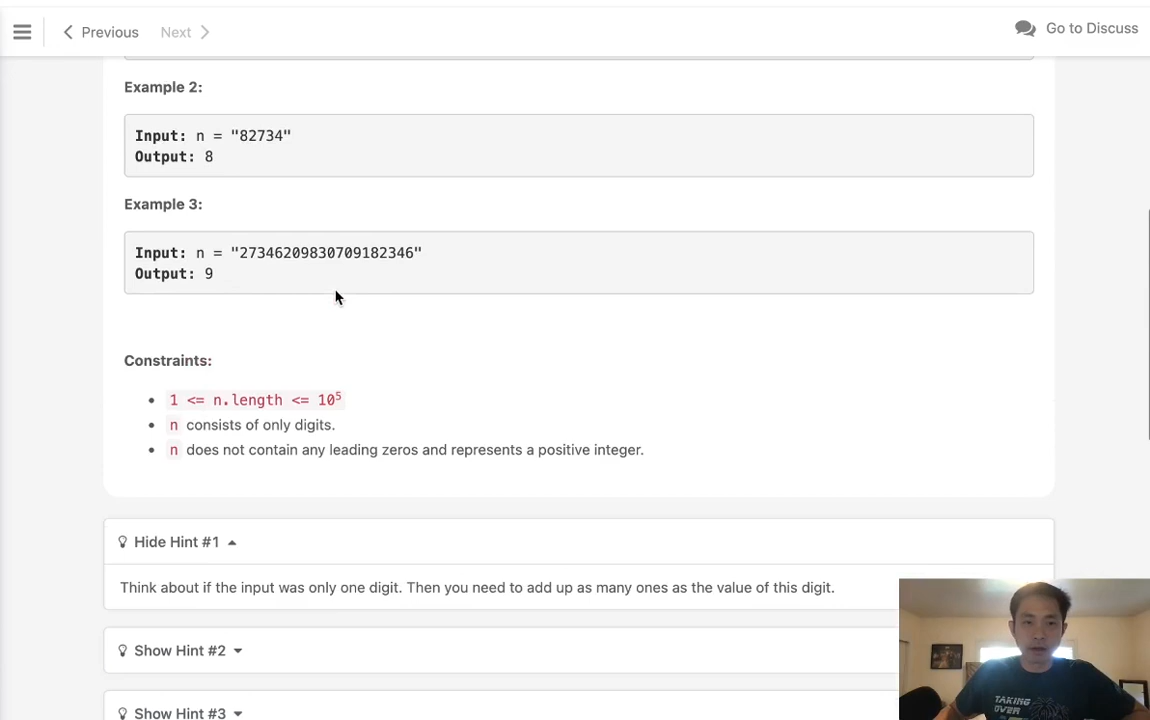 Previous
Next
Go to Discuss
Example 2:
Input: n = "82734"
Output: 8
Example 3:
Input: n = "27346209830709182346"
Output: 9
Constraints:
1 <= n.length <= 10⁵
n consists of only digits.
n does not contain any leading zeros and represents a positive integer.
Hide Hint #1
Think about if the input was only one digit. Then you need to add up as many ones as the value of this digit.
Show Hint #2
Show Hint #3
TAKING
OVER